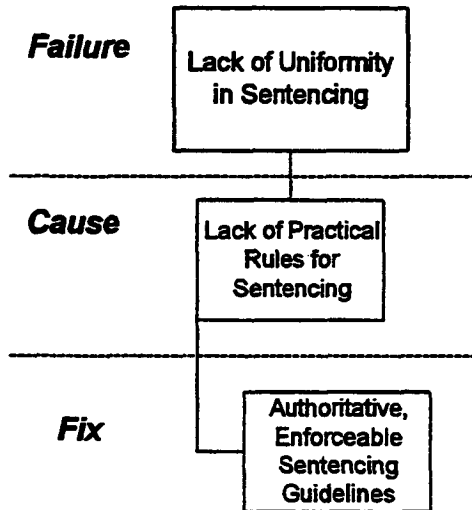 Failure
Lack of Uniformity
in Sentencing
Cause
Lack of Practical
Rules for
Sentencing
Fix
Authoritative,
Enforceable
Sentencing
Guidelines